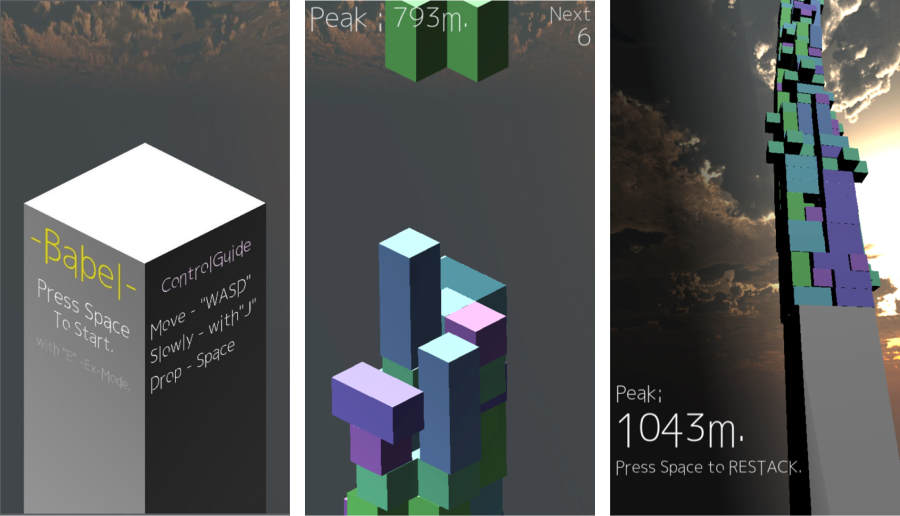 -Babel-
Press Space
To Start.
with "E" -Ex-Mode.
ControlGuide
Move - "WASD"
Slowly - with"J"
Drop - Space
Peak ; 793m.
Next
6
Peak;
1043m.
Press Space to RESTACK.